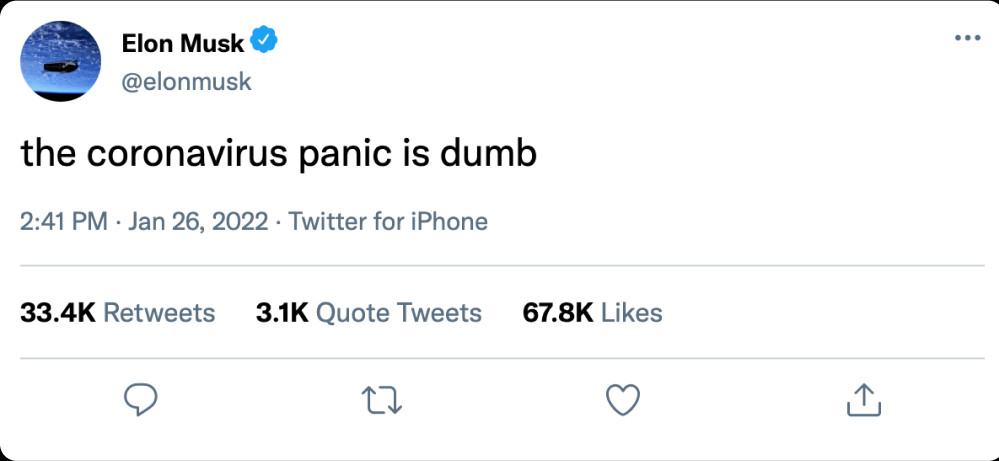 Elon Musk
@elonmusk
the coronavirus panic is dumb
2:41 PM · Jan 26, 2022 · Twitter for iPhone
33.4K Retweets 3.1K Quote Tweets 67.8K Likes